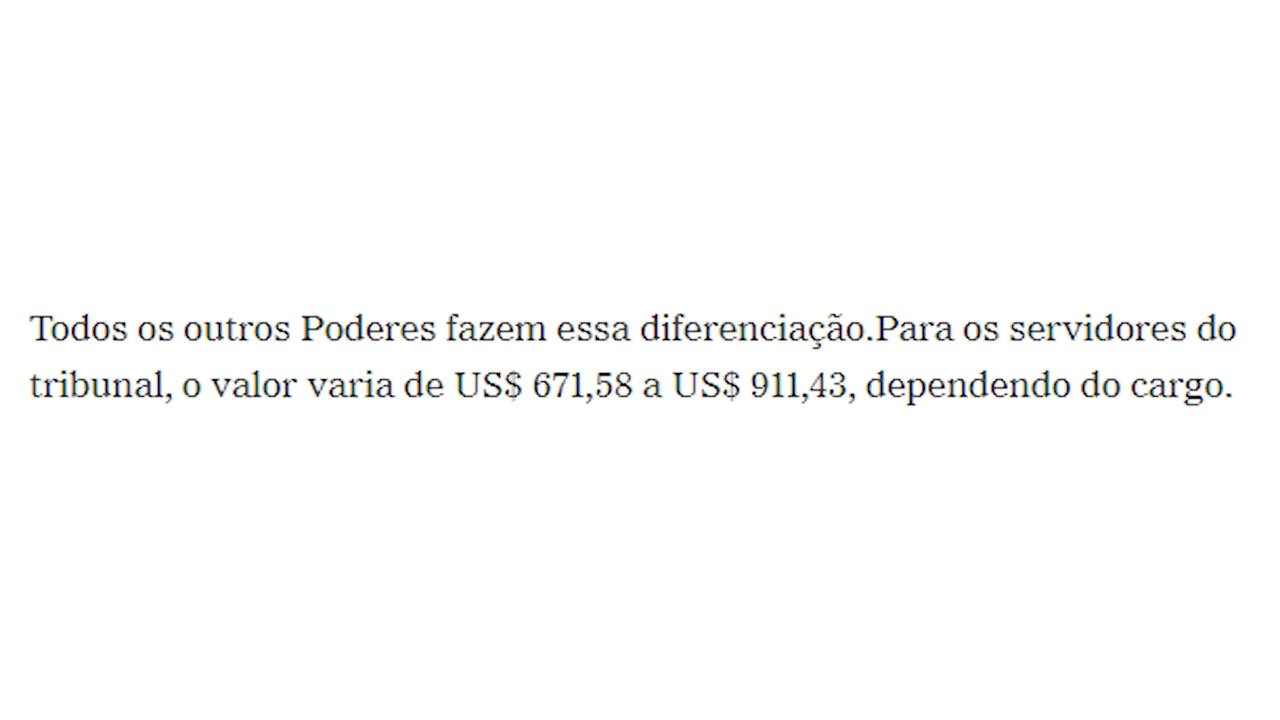 Todos os outros Poderes fazem essa diferenciação.Para os servidores do
tribunal, o valor varia de US$ 671,58 a US$ 911,43, dependendo do cargo.